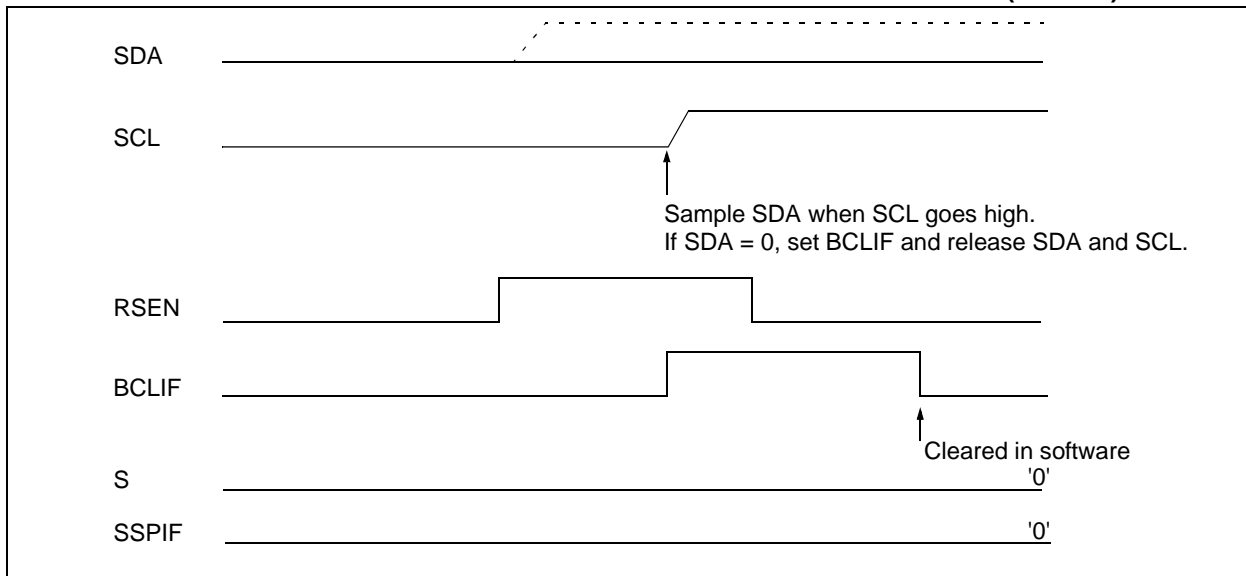 SDA
SCL
Sample SDA when SCL goes high.
If SDA = 0, set BCLIF and release SDA and SCL.
RSEN
BCLIF
Cleared in software
S '0'
SSPIF '0'